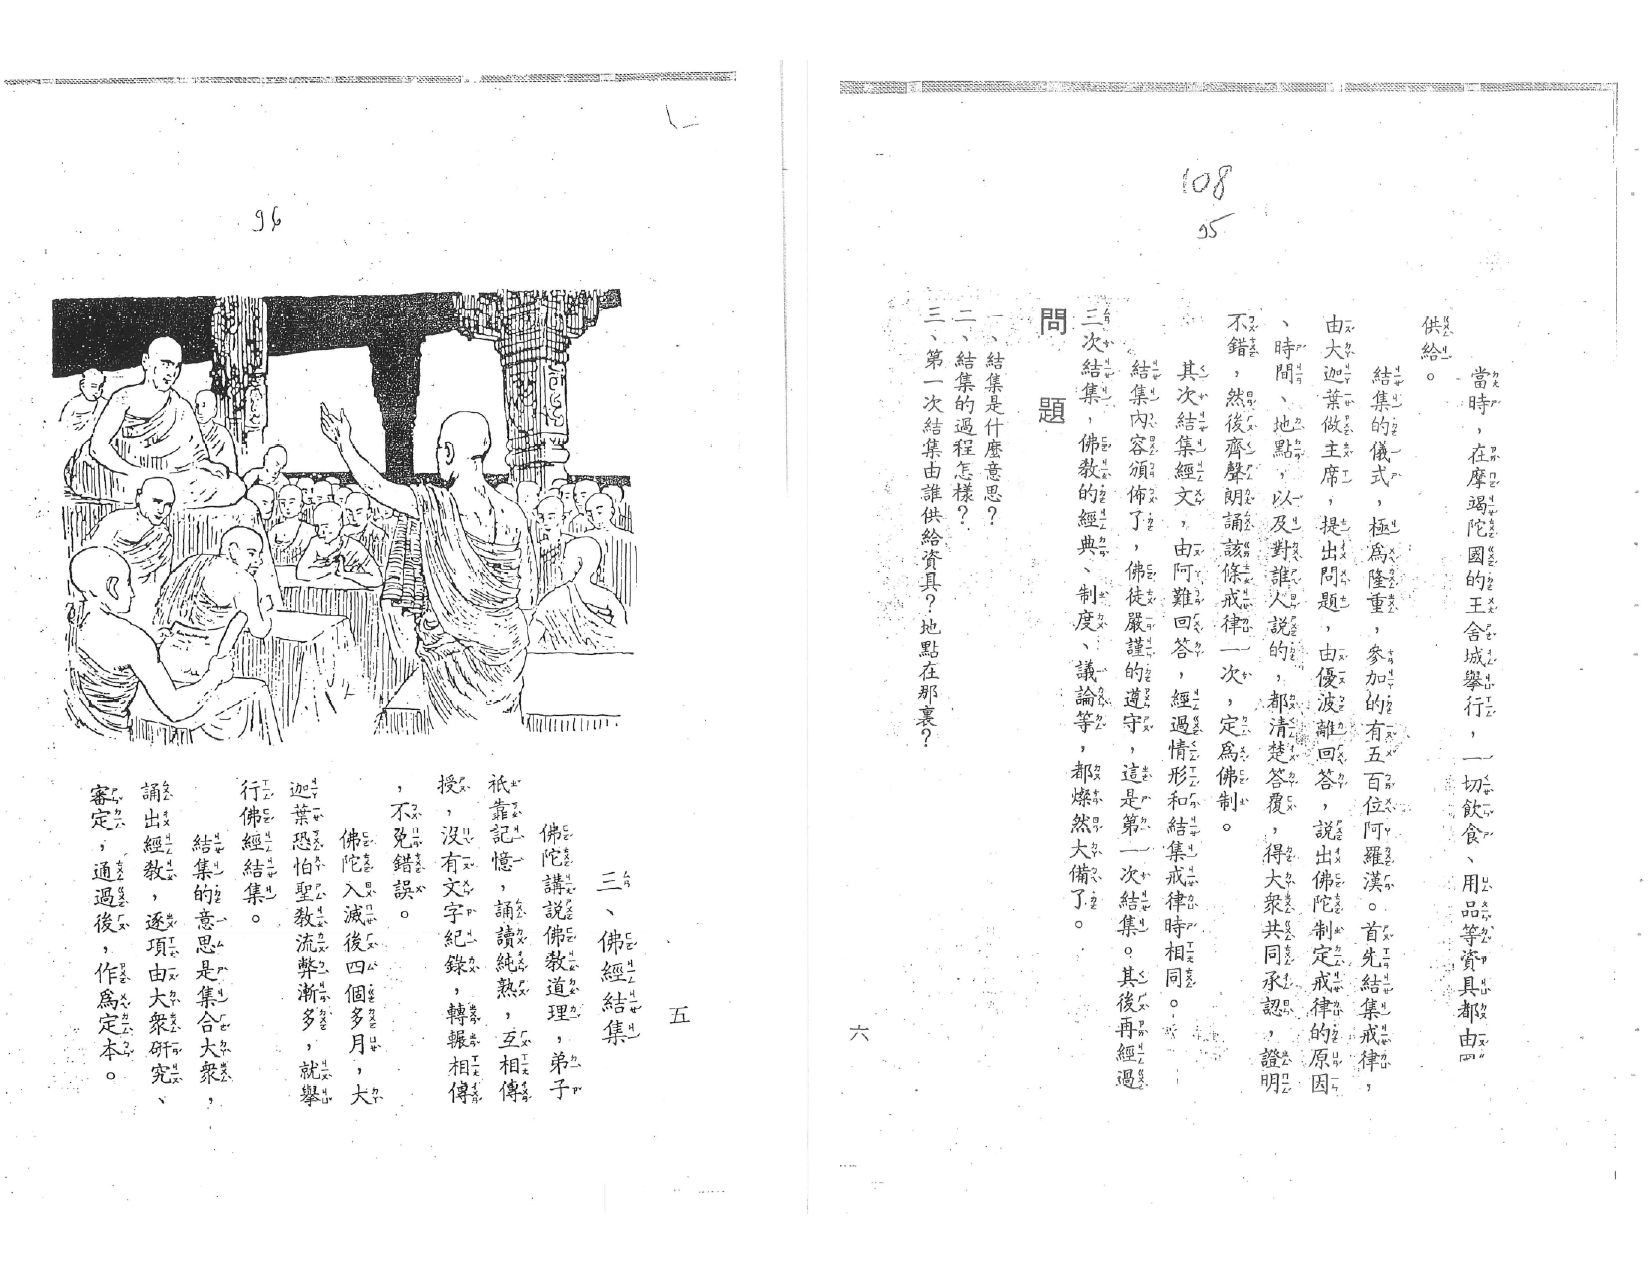 96
五
三、佛經結集
佛陀講說佛教道理,弟子
祇靠記憶,誦讀純熟,互相傳
授,沒有文字紀錄,轉輾相傳
,不免錯誤。
佛陀入滅後四個多月,大
迦葉恐怕聖教流弊漸多,就舉
行佛經結集。
結集的意思是集合大衆,
誦出經教,逐項由大衆研究、
審定,通過後,作爲定本。
108
95
六
當時,在摩竭陀國的王舍城舉行,一切飲食、用品等資具都由
供給。
結集的儀式,極爲隆重,參加的有五百位阿羅漢。首先結集戒律,
由大迦葉做主席,提出問題,由優波離回答,說出佛陀制定戒律的原因
、時間、地點,以及對誰人說的,都清楚答覆,得大衆共同承認,證明
不錯,然後齊聲朗誦該條戒律一次,定爲佛制。
其次結集經文,由阿難回答,經過情形和結集戒律時相同。
結集內容頒佈了,佛徒嚴謹的遵守,這是第一次結集。其後再經過
三次結集,佛教的經典、制度、議論等,都燦然大備了。
問題
一、結集是什麼意思?
二、結集的過程怎樣?
三、第一次結集由誰供給資具?地點在那裏?